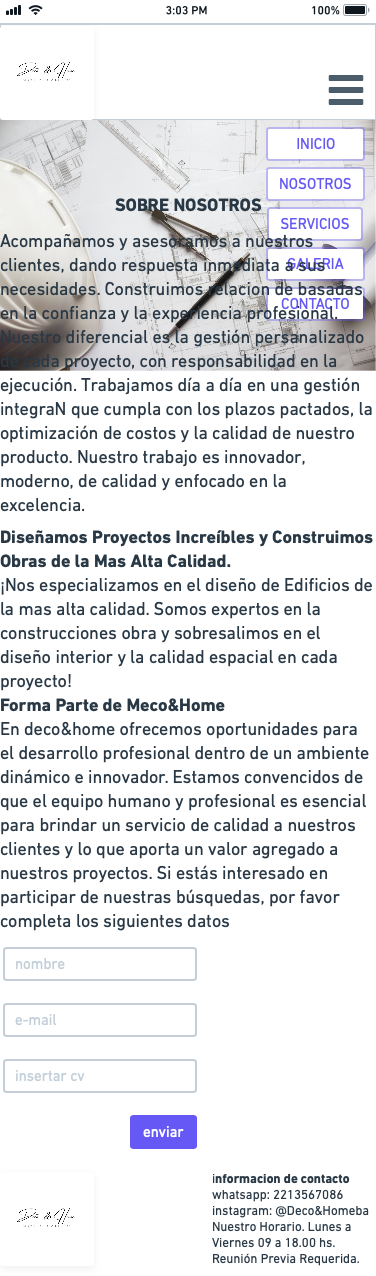 3:03 PM
100%
Deco & Home
INICIO
NOSOTROS
SERVICIOS
GALERIA
CONTACTO
SOBRE NOSOTROS
Acompañamos y asesoramos a nuestros
clientes, dando respuesta inmediata a sus
necesidades. Construimos relacion de basadas
en la confianza y la experiencia profesional.
Nuestro diferencial es la gestión persanalizado
de cada proyecto, con responsabilidad en la
ejecución. Trabajamos día a día en una gestión
integraN que cumpla con los plazos pactados, la
optimización de costos y la calidad de nuestro
producto. Nuestro trabajo es innovador,
moderno, de calidad y enfocado en la
excelencia.
Diseñamos Proyectos Increíbles y Construimos
Obras de la Mas Alta Calidad.
¡Nos especializamos en el diseño de Edificios de
la mas alta calidad. Somos expertos en la
construcciones obra y sobresalimos en el
diseño interior y la calidad espacial en cada
proyecto!
Forma Parte de Meco&Home
En deco&home ofrecemos oportunidades para
el desarrollo profesional dentro de un ambiente
dinámico e innovador. Estamos convencidos de
que el equipo humano y profesional es esencial
para brindar un servicio de calidad a nuestros
clientes y lo que aporta un valor agregado a
nuestros proyectos. Si estás interesado en
participar de nuestras búsquedas, por favor
completa los siguientes datos
nombre
e-mail
insertar cv
enviar
Deco & Home
informacion de contacto
whatsapp: 2213567086
instagram: @Deco&Homeba
Nuestro Horario. Lunes a
Viernes 09 a 18.00 hs.
Reunión Previa Requerida.